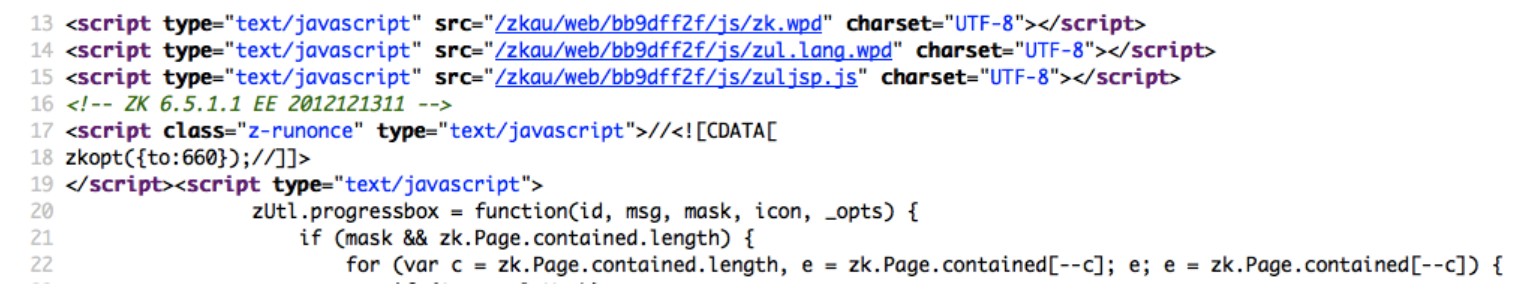 13 <script type="text/javascript" src="/zkau/web/bb9dff2f/js/zk.wpd" charset="UTF-8"></script>
14 <script type="text/javascript" src="/zkau/web/bb9dff2f/js/zul.lang.wpd" charset="UTF-8"></script>
15 <script type="text/javascript" src="/zkau/web/bb9dff2f/js/zuljsp.js" charset="UTF-8"></script>
16 <!-- ZK 6.5.1.1 EE 2012121311 -->
17 <script class="z-runonce" type="text/javascript">//<![CDATA[
18 zkopt({to:660});//]]>
19 </script><script type="text/javascript">
20 zUtl.progressbox = function(id, msg, mask, icon, _opts) {
21 if (mask && zk.Page.contained.length) {
22 for (var c = zk.Page.contained.length, e = zk.Page.contained[--c]; e; e = zk.Page.contained[--c]) {